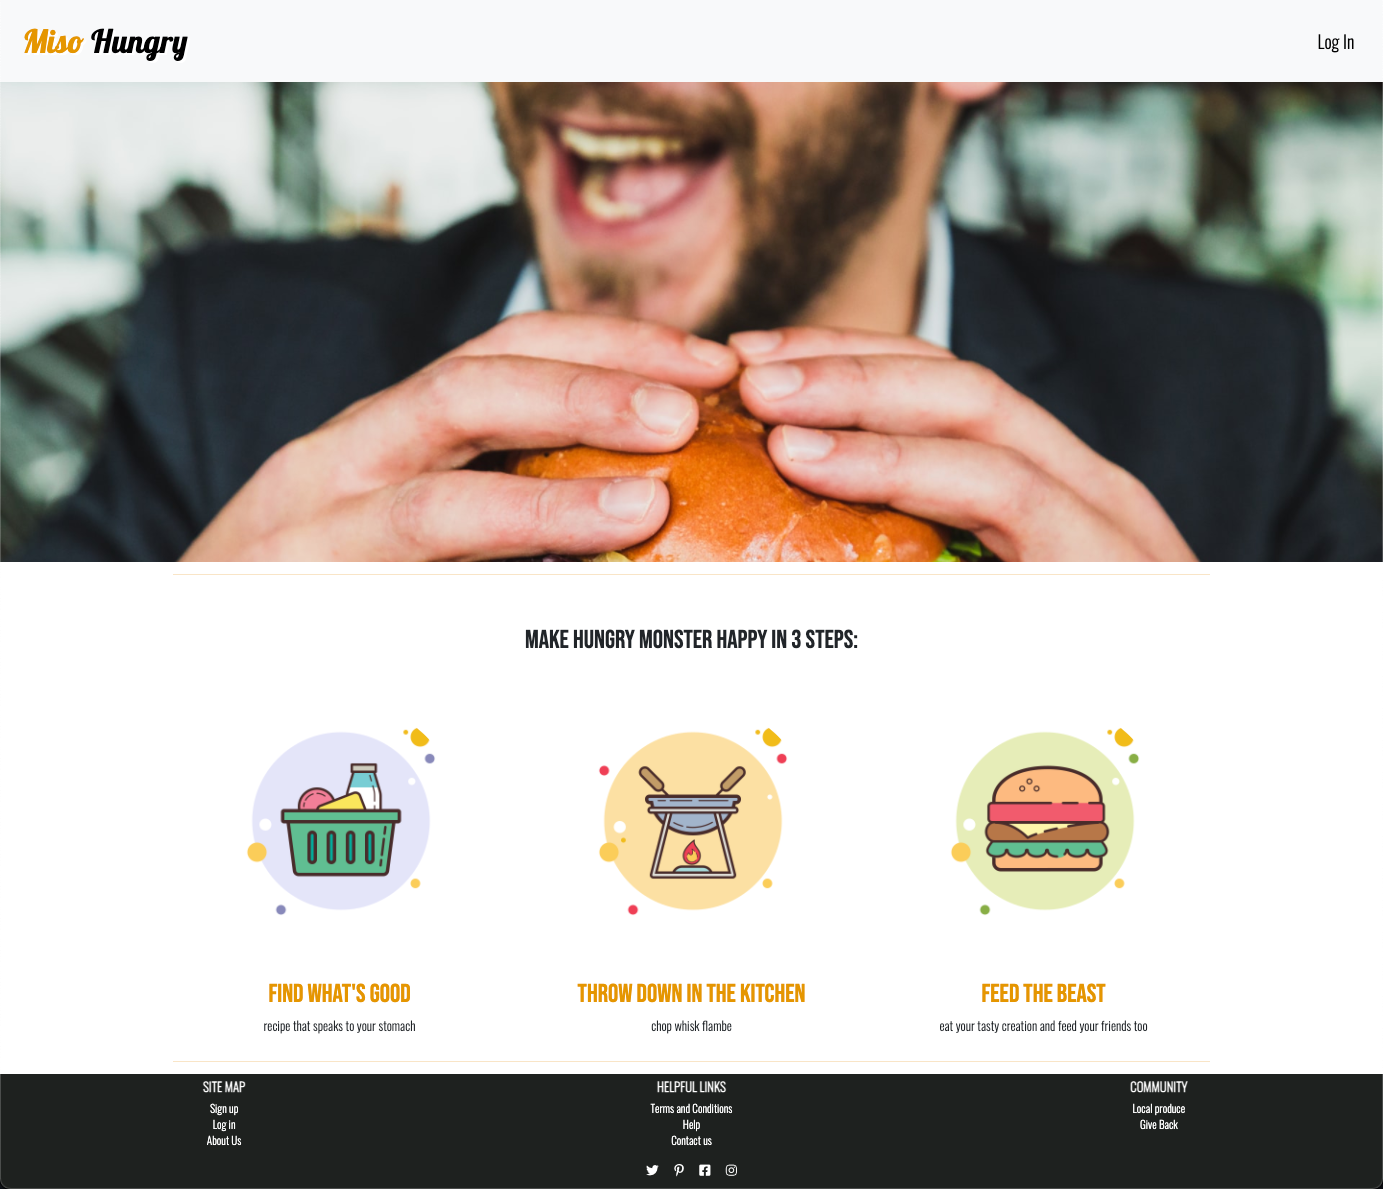 Miso Hungry
Log In
MAKE HUNGRY MONSTER HAPPY IN 3 STEPS:
FIND WHAT'S GOOD
recipe that speaks to your stomach
THROW DOWN IN THE KITCHEN
chop whisk flambe
FEED THE BEAST
eat your tasty creation and feed your friends too
SITE MAP
Sign up
Log in
About Us
HELPFUL LINKS
Terms and Conditions
Help
Contact us
COMMUNITY
Local produce
Give Back